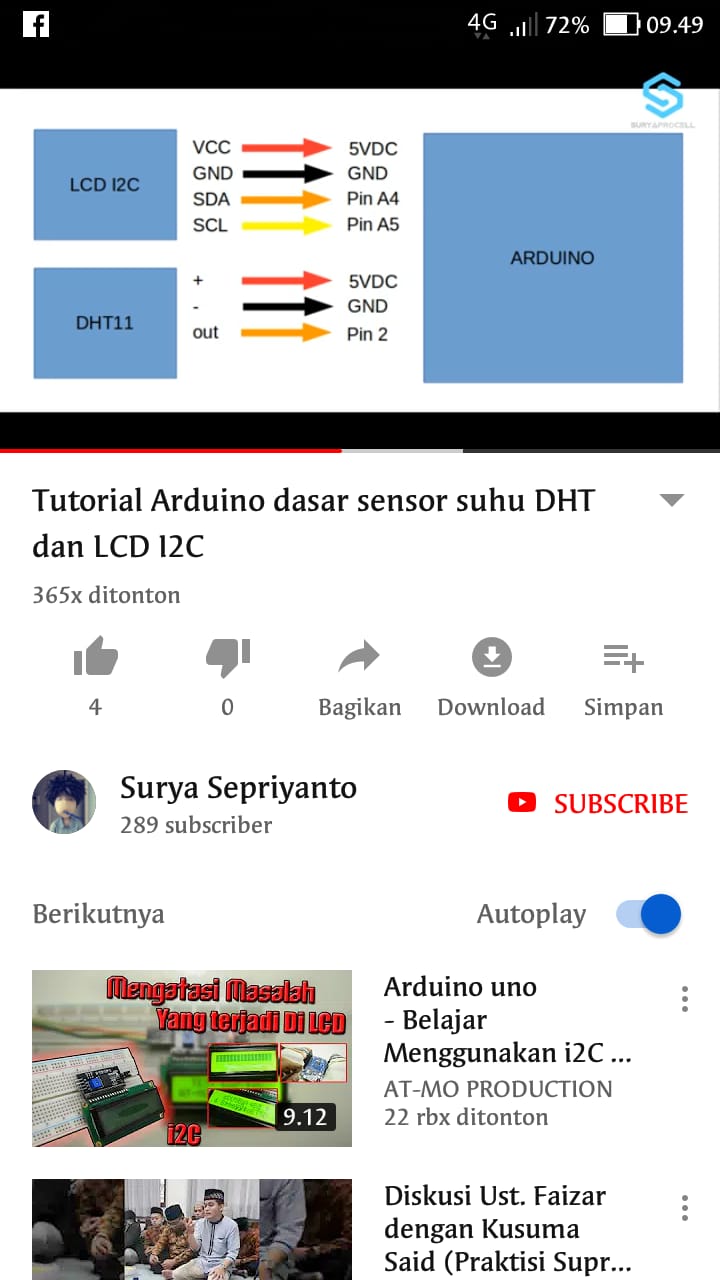 4G 72% 09.49
SURYAPROCELL
LCD I2C
VCC 5VDC
GND GND
SDA Pin A4
SCL Pin A5
ARDUINO
DHT11
+ 5VDC
- GND
out Pin 2
Tutorial Arduino dasar sensor suhu DHT
dan LCD I2C
365x ditonton
4 0 Bagikan Download Simpan
Surya Sepriyanto
289 subscriber
SUBSCRIBE
Berikutnya Autoplay
Mengatasi Masalah
Yang terjadi Di LCD
i2C
9.12
Arduino uno
- Belajar
Menggunakan i2C ...
AT-MO PRODUCTION
22 rbx ditonton
Diskusi Ust. Faizar
dengan Kusuma
Said (Praktisi Supr...